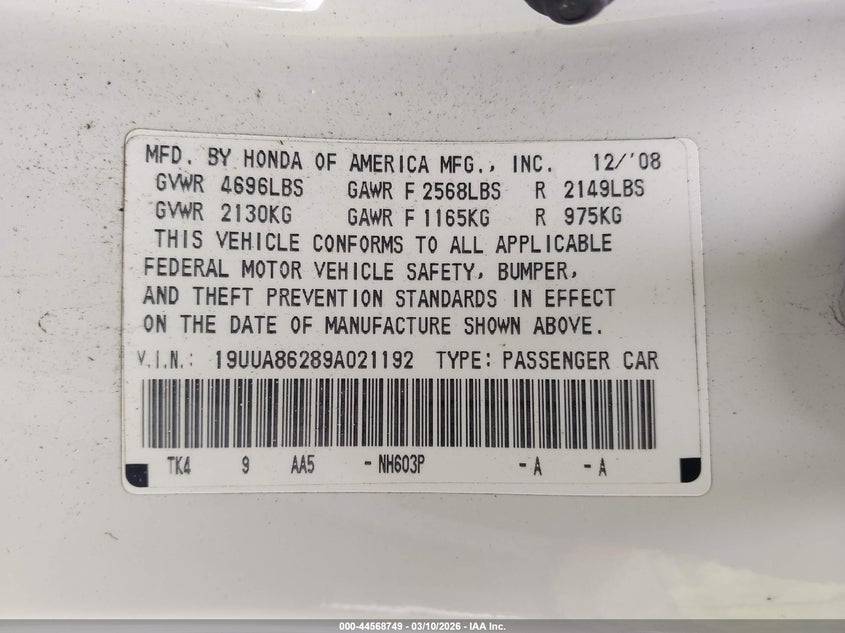 MFD. BY HONDA OF AMERICA MFG., INC. 12/'08
GVWR 4696LBS GAWR F 2568LBS R 2149LBS
GVWR 2130KG GAWR F 1165KG R 975KG
THIS VEHICLE CONFORMS TO ALL APPLICABLE
FEDERAL MOTOR VEHICLE SAFETY, BUMPER,
AND THEFT PREVENTION STANDARDS IN EFFECT
ON THE DATE OF MANUFACTURE SHOWN ABOVE.
V.I.N.: 19UUA86289A021192 TYPE: PASSENGER CAR
TK4 9 AA5 - NH603P - A - A
000-44568749 — 03/10/2026 — IAA Inc.